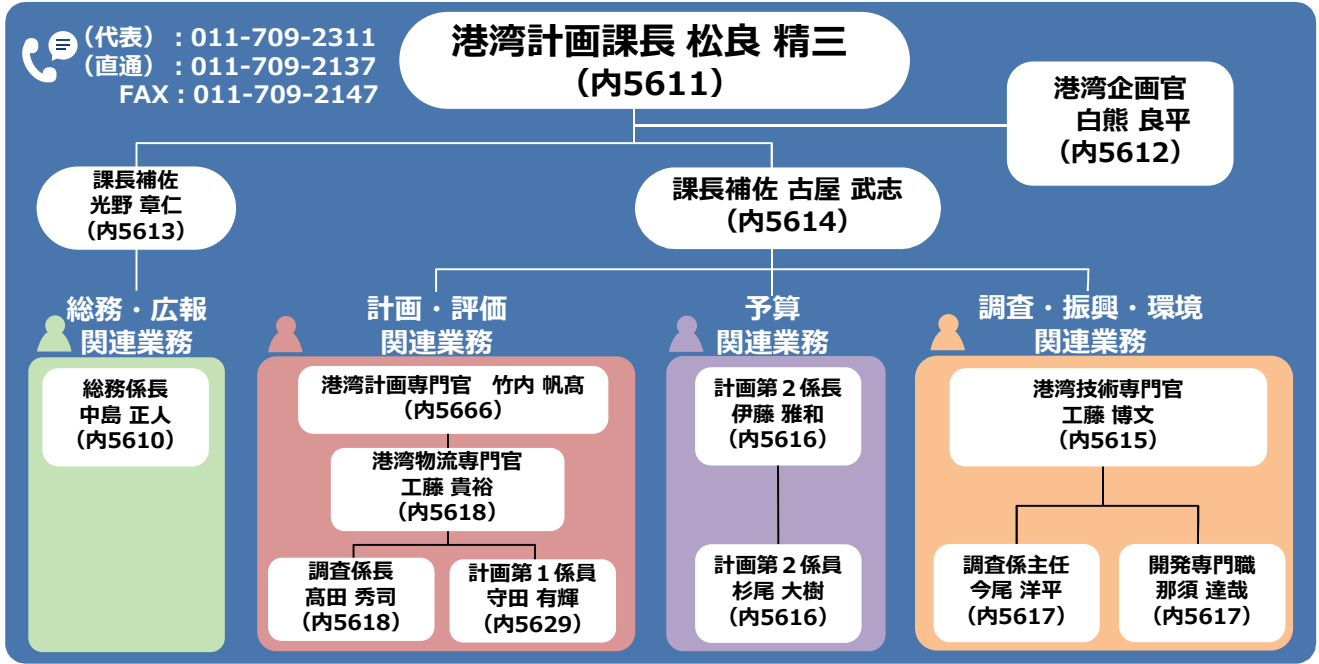 （代表）：011-709-2311
（直通）：011-709-2137
FAX：011-709-2147
港湾計画課長 松良 精三
（内5611）
港湾企画官
白熊 良平
（内5612）
課長補佐
光野 章仁
（内5613）
課長補佐 古屋 武志
（内5614）
総務・広報
関連業務
総務係長
中島 正人
（内5610）
計画・評価
関連業務
港湾計画専門官　竹内 帆髙
（内5666）
港湾物流専門官
工藤 貴裕
（内5618）
調査係長
髙田 秀司
（内5618）
計画第１係員
守田 有輝
（内5629）
予算
関連業務
計画第２係長
伊藤 雅和
（内5616）
計画第２係員
杉尾 大樹
（内5616）
調査・振興・環境
関連業務
港湾技術専門官
工藤 博文
（内5615）
調査係主任
今尾 洋平
（内5617）
開発専門職
那須 達哉
（内5617）